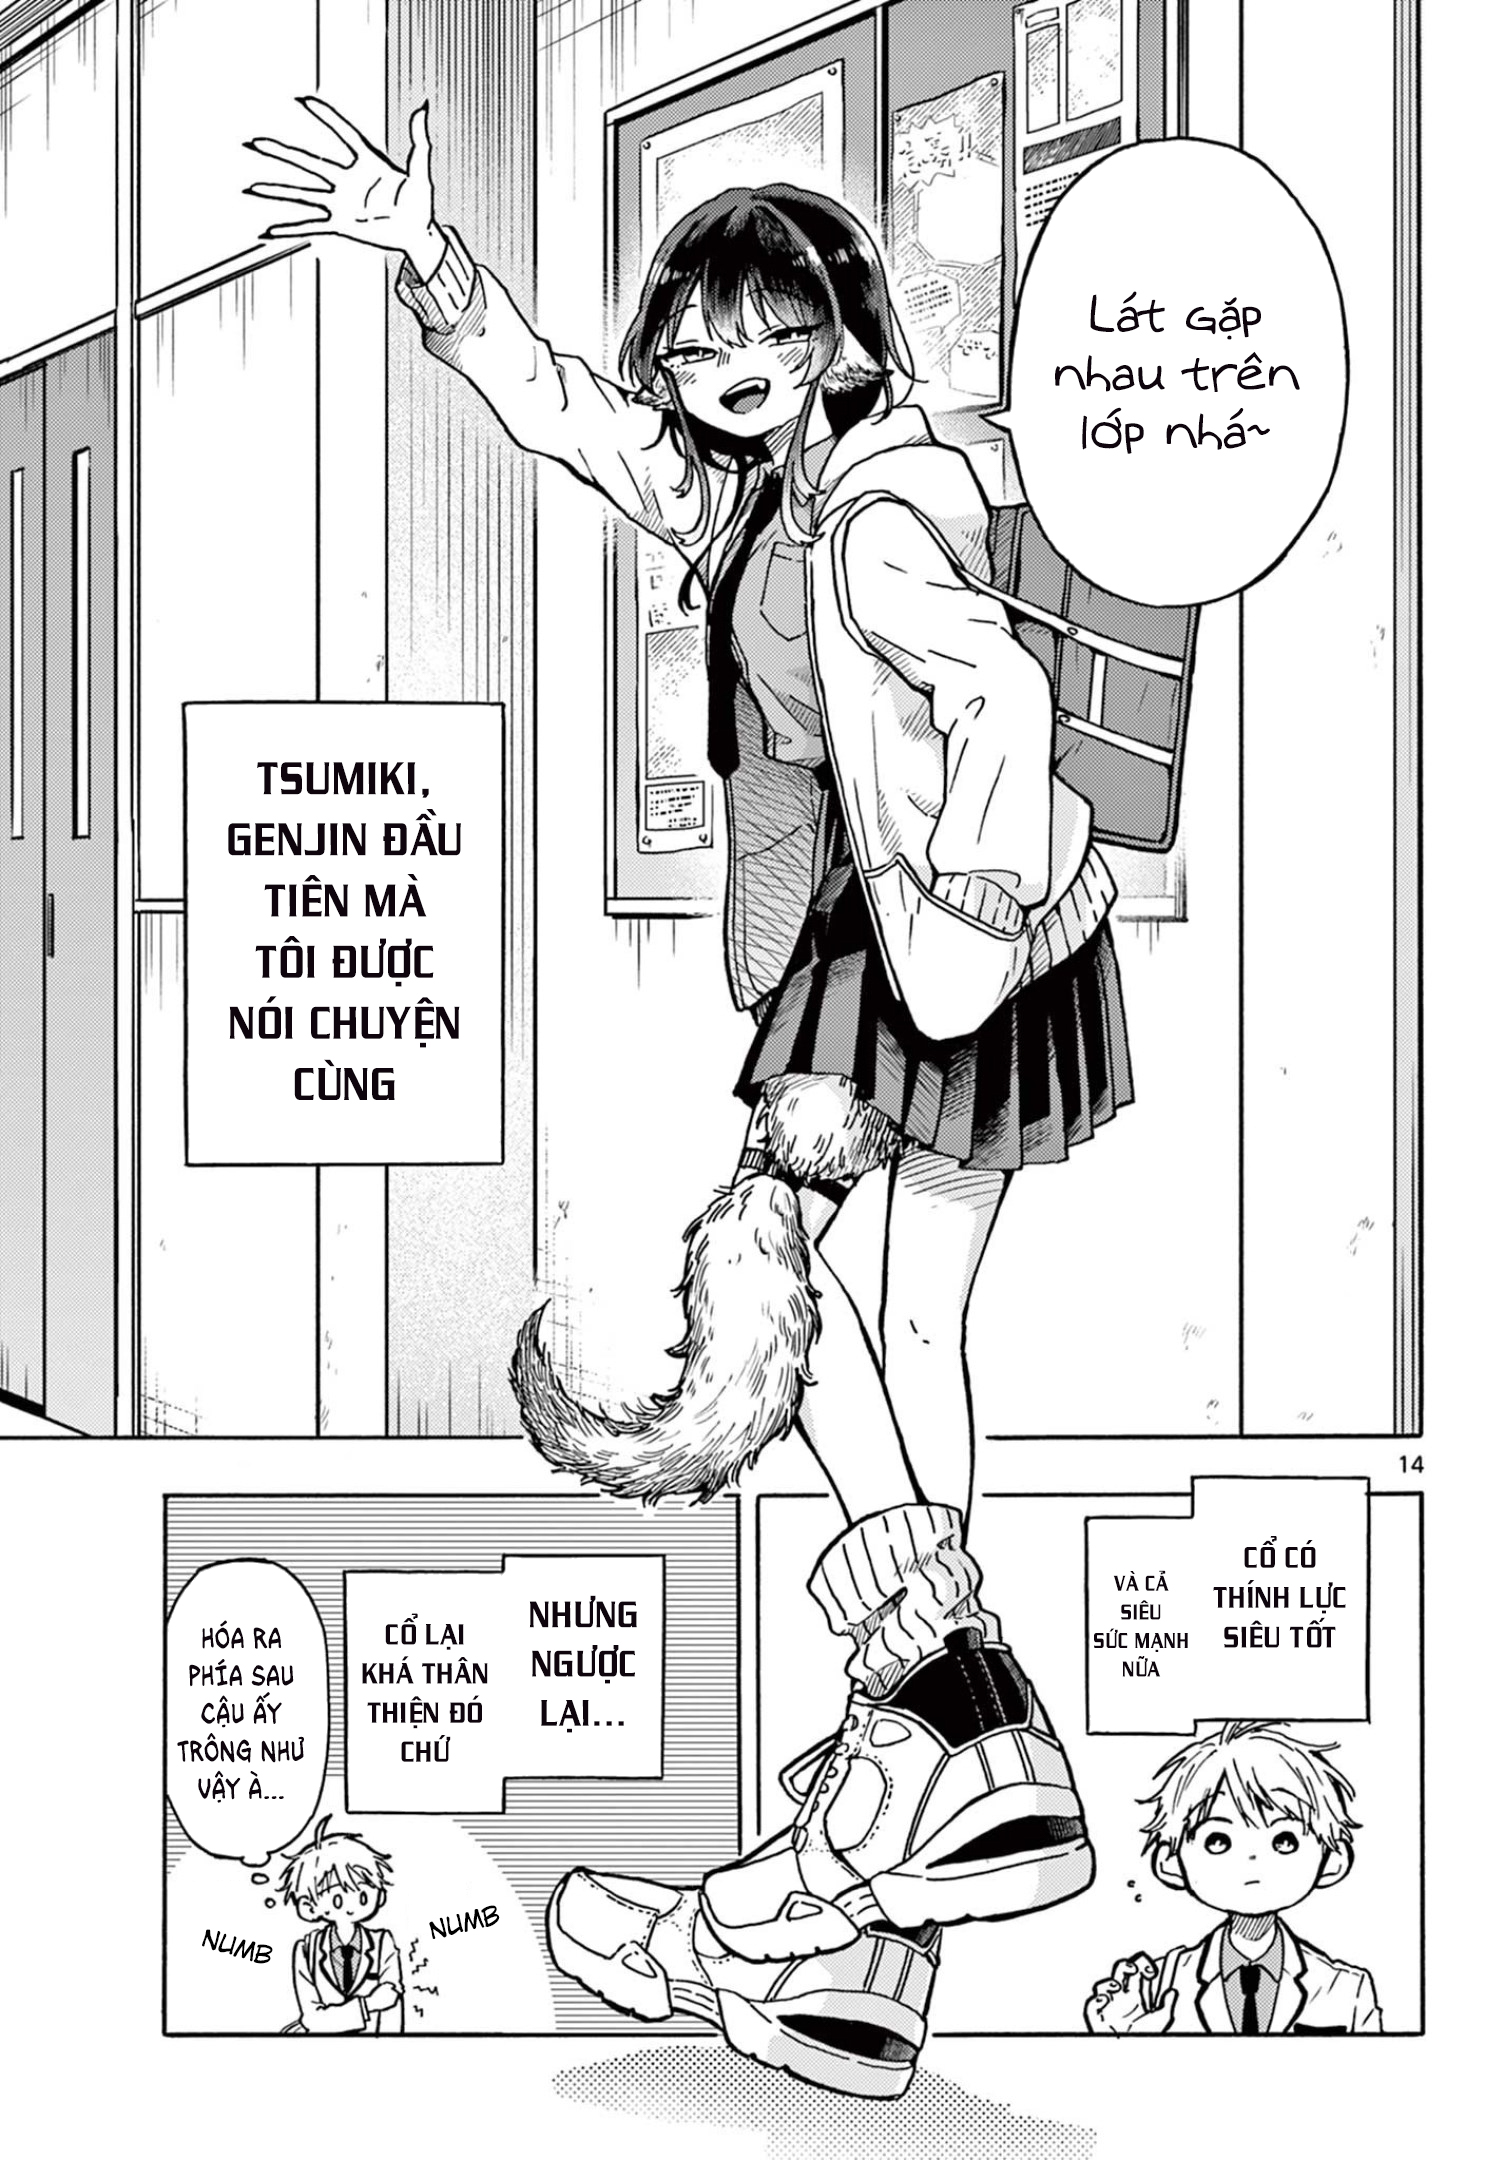 Lát Gặp
nhau trên
lớp nhá~
TSUMIKI,
GENJIN ĐẦU
TIÊN MÀ
TÔI ĐƯỢC
NÓI CHUYỆN
CÙNG
14
CỔ CÓ
THÍNH LỰC
SIÊU TỐT
VÀ CẢ
SIÊU
SỨC MẠNH
NỮA
NHƯNG
NGƯỢC
LẠI...
CỔ LẠI
KHÁ THÂN
THIỆN ĐÓ
CHỨ
HÓA RA
PHÍA SAU
CẬU ẤY
TRÔNG NHƯ
VẬY À...
NUMB
NUMB